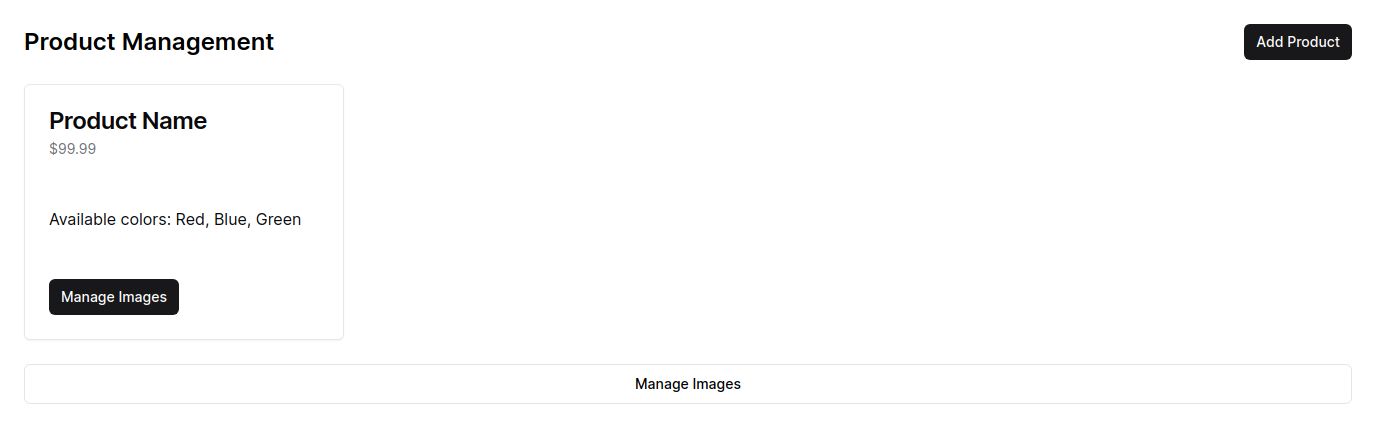 Product Management
Add Product
Product Name
$99.99
Available colors: Red, Blue, Green
Manage Images
Manage Images